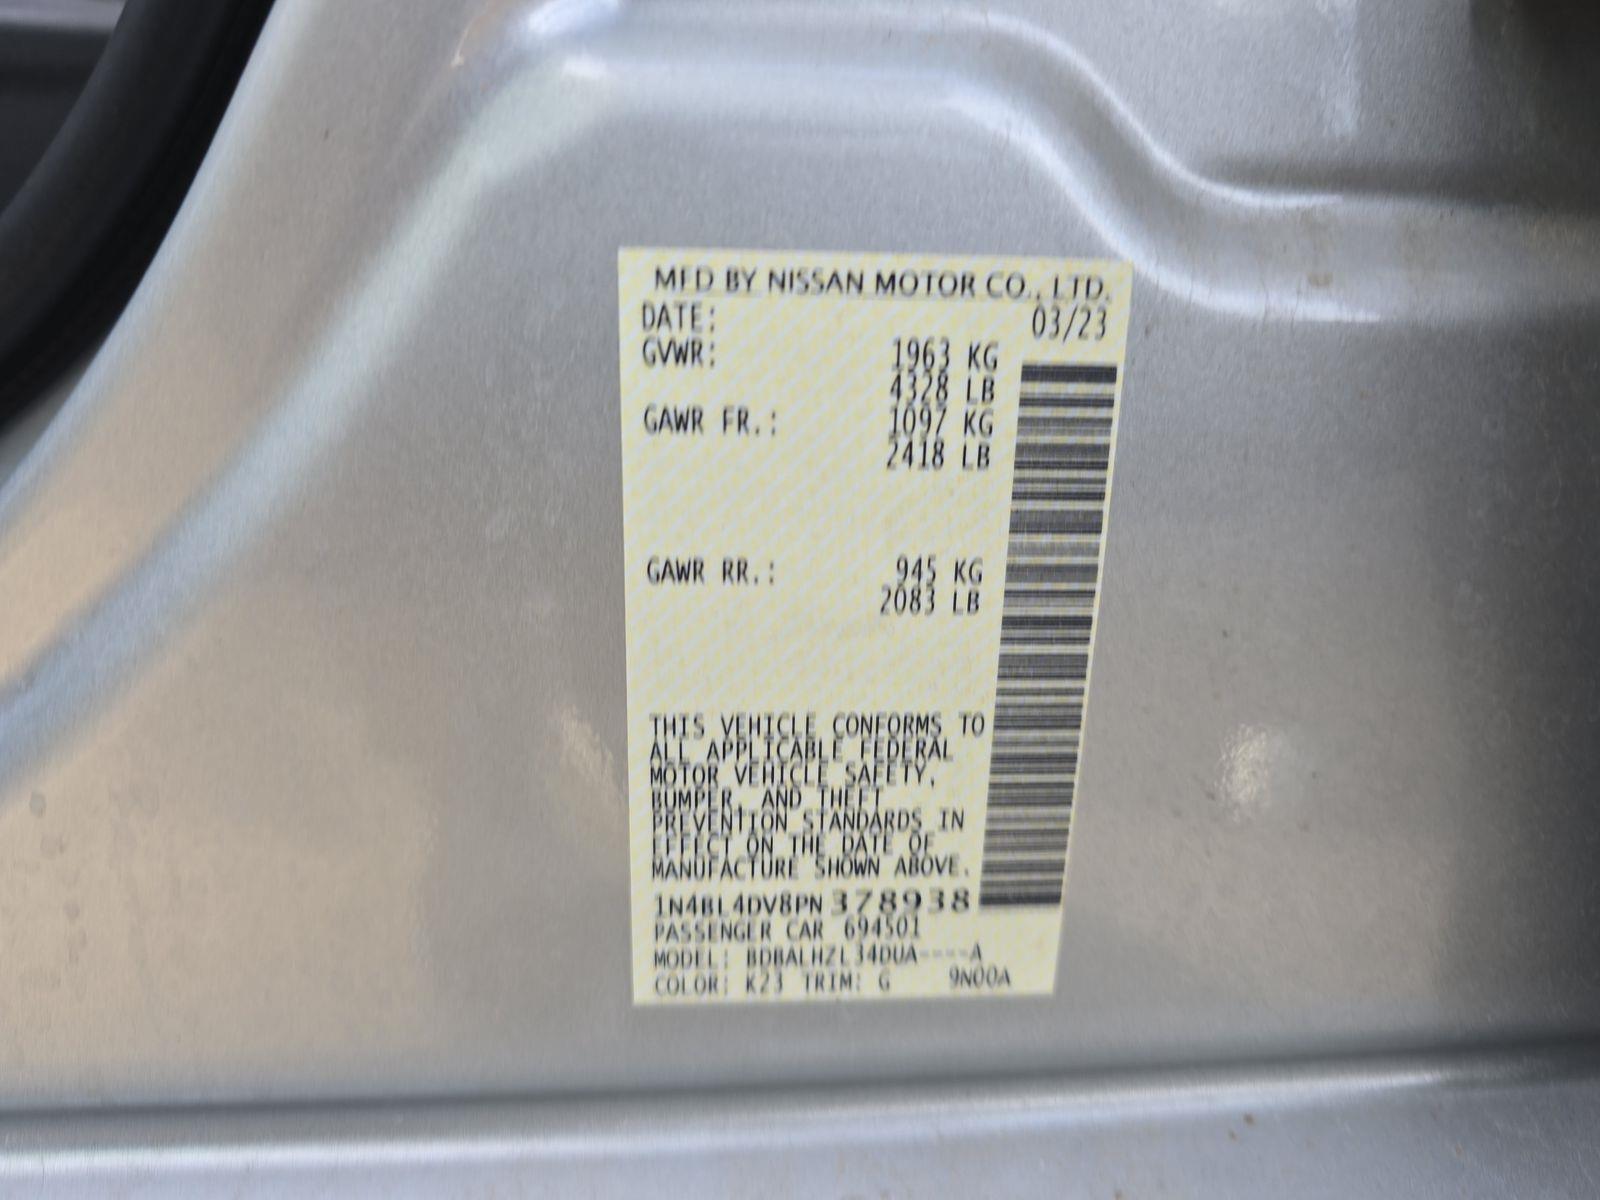 MFD BY NISSAN MOTOR CO., LTD.
DATE: 03/23
GVWR: 1963 KG
4328 LB
GAWR FR.: 1097 KG
2418 LB
GAWR RR.: 945 KG
2083 LB
THIS VEHICLE CONFORMS TO
ALL APPLICABLE FEDERAL
MOTOR VEHICLE SAFETY,
BUMPER, AND THEFT
PREVENTION STANDARDS IN
EFFECT ON THE DATE OF
MANUFACTURE SHOWN ABOVE.
1N4BL4DV8PN378938
PASSENGER CAR 694501
MODEL: BDBALHZL34DUA----A
COLOR: K23 TRIM: G 9N00A